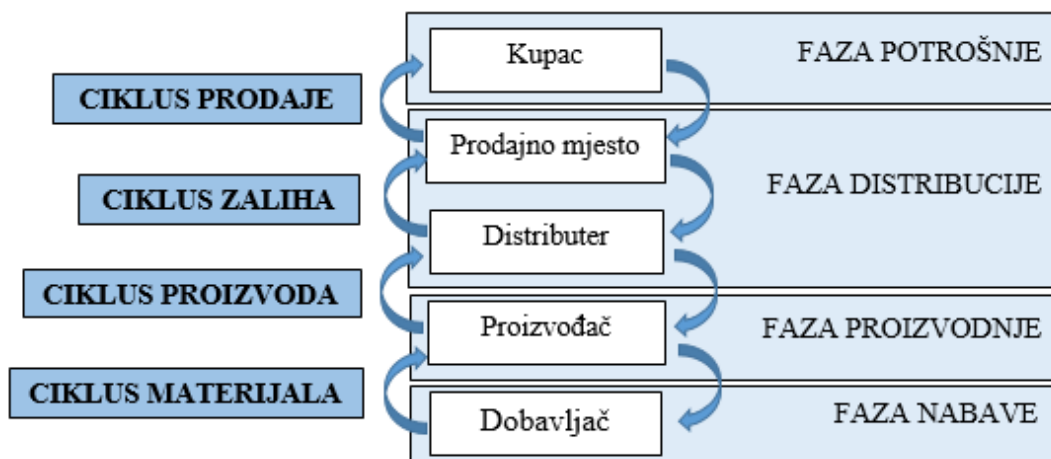 Kupac
FAZA POTROŠNJE
CIKLUS PRODAJE
Prodajno mjesto
FAZA DISTRIBUCIJE
CIKLUS ZALIHA
Distributer
CIKLUS PROIZVODA
Proizvođač
FAZA PROIZVODNJE
CIKLUS MATERIJALA
Dobavljač
FAZA NABAVE